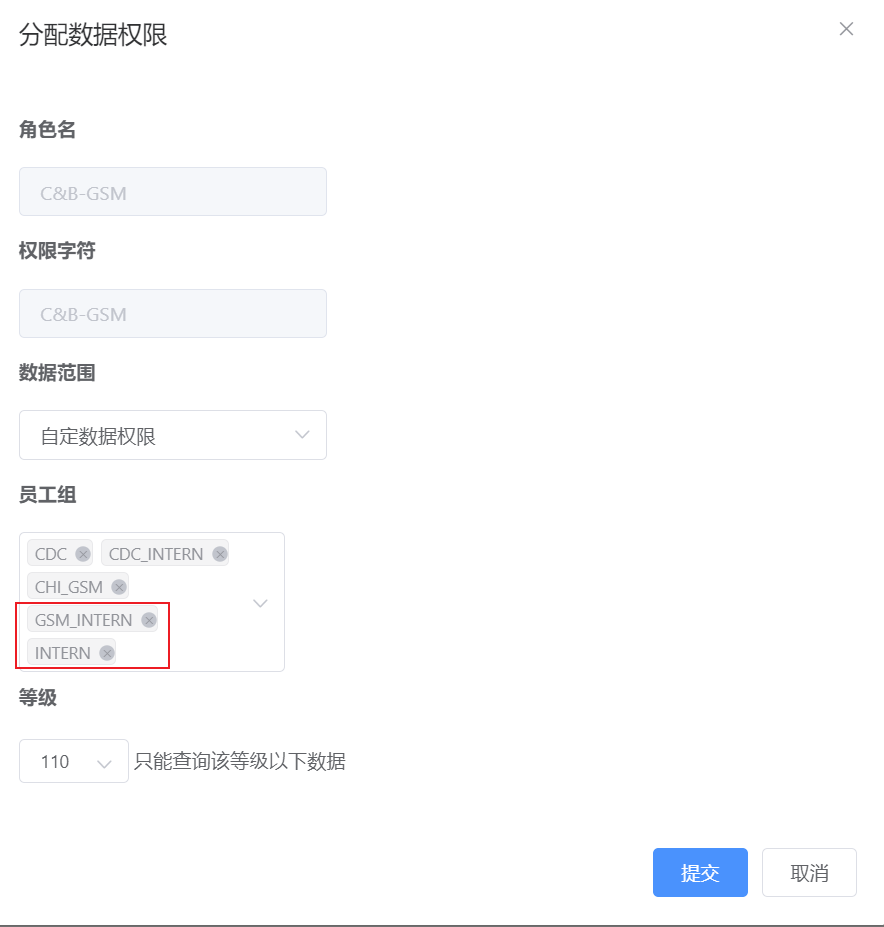 分配数据权限
角色名
C&B-GSM
权限字符
C&B-GSM
数据范围
自定数据权限
员工组
CDC CDC_INTERN
CHI_GSM
GSM_INTERN
INTERN
等级
110 只能查询该等级以下数据
提交 取消